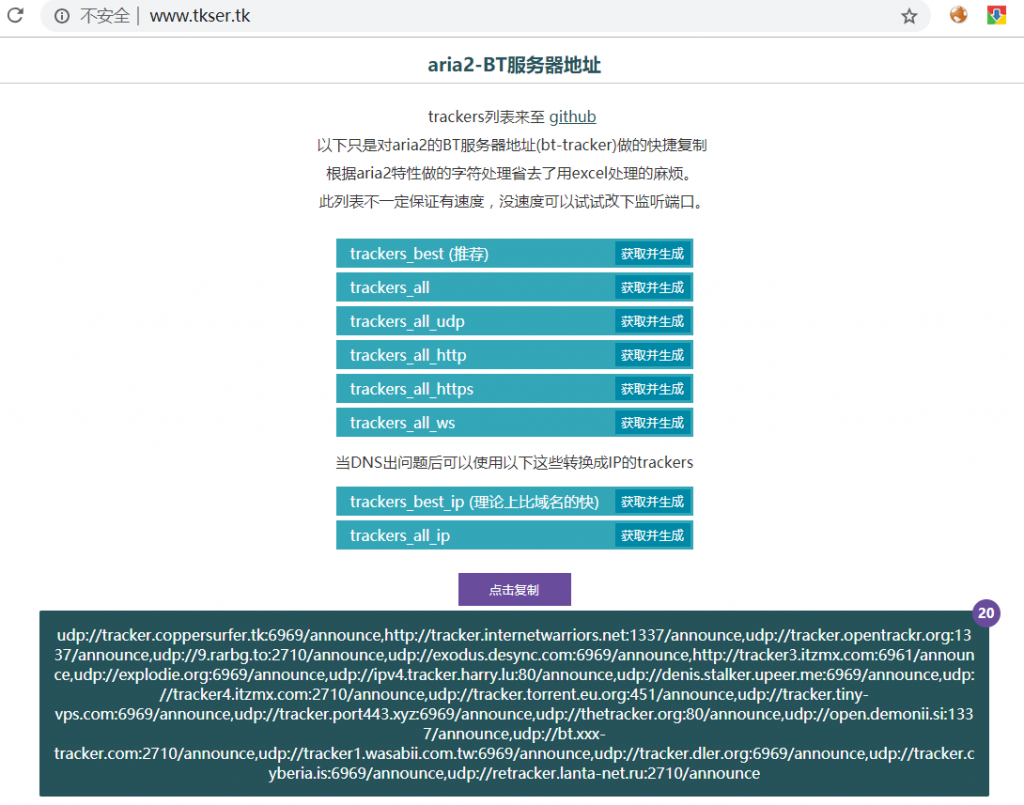 不安全 | www.tkser.tk
aria2-BT服务器地址
trackers列表来至 github
以下只是对aria2的BT服务器地址(bt-tracker)做的快捷复制
根据aria2特性做的字符处理省去了用excel处理的麻烦。
此列表不一定保证有速度，没速度可以试试改下监听端口。
trackers_best (推荐) 获取并生成
trackers_all 获取并生成
trackers_all_udp 获取并生成
trackers_all_http 获取并生成
trackers_all_https 获取并生成
trackers_all_ws 获取并生成
当DNS出问题后可以使用以下这些转换成IP的trackers
trackers_best_ip (理论上比域名的快) 获取并生成
trackers_all_ip 获取并生成
点击复制
20
udp://tracker.coppersurfer.tk:6969/announce,http://tracker.internetwarriors.net:1337/announce,udp://tracker.opentrackr.org:13
37/announce,udp://9.rarbg.to:2710/announce,udp://exodus.desync.com:6969/announce,http://tracker3.itzmx.com:6961/announ
ce,udp://explodie.org:6969/announce,udp://ipv4.tracker.harry.lu:80/announce,udp://denis.stalker.upeer.me:6969/announce,udp:
//tracker4.itzmx.com:2710/announce,udp://tracker.torrent.eu.org:451/announce,udp://tracker.tiny-
vps.com:6969/announce,udp://tracker.port443.xyz:6969/announce,udp://thetracker.org:80/announce,udp://open.demonii.si:133
7/announce,udp://bt.xxx-
tracker.com:2710/announce,udp://tracker1.wasabii.com.tw:6969/announce,udp://tracker.dler.org:6969/announce,udp://tracker.c
yberia.is:6969/announce,udp://retracker.lanta-net.ru:2710/announce